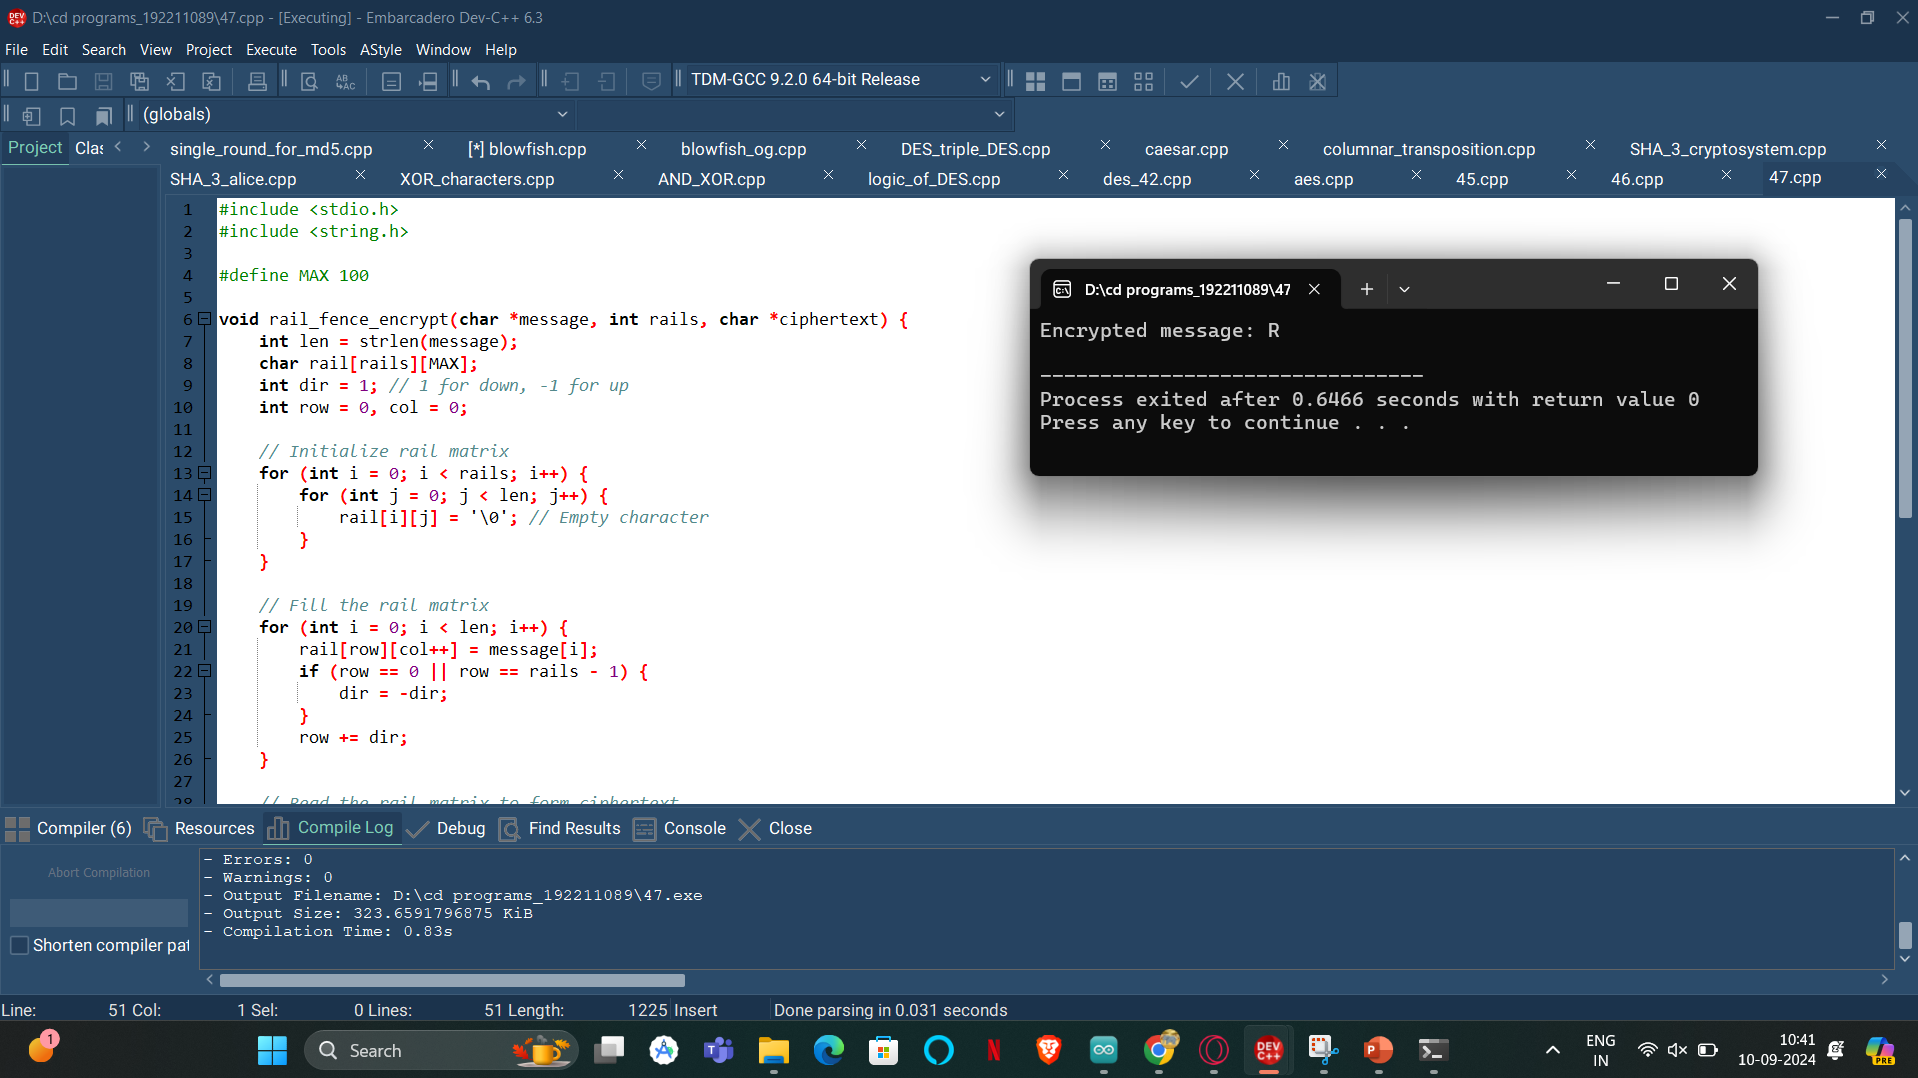 D:\cd programs_192211089\47.cpp - [Executing] - Embarcadero Dev-C++ 6.3
File Edit Search View Project Execute Tools AStyle Window Help
TDM-GCC 9.2.0 64-bit Release
(globals)
Project Clas
single_round_for_md5.cpp [*] blowfish.cpp blowfish_og.cpp DES_triple_DES.cpp caesar.cpp columnar_transposition.cpp SHA_3_cryptosystem.cpp
SHA_3_alice.cpp XOR_characters.cpp AND_XOR.cpp logic_of_DES.cpp des_42.cpp aes.cpp 45.cpp 46.cpp 47.cpp
1 #include <stdio.h>
2 #include <string.h>
3
4 #define MAX 100
5
6 void rail_fence_encrypt(char *message, int rails, char *ciphertext) {
7 int len = strlen(message);
8 char rail[rails][MAX];
9 int dir = 1; // 1 for down, -1 for up
10 int row = 0, col = 0;
11
12 // Initialize rail matrix
13 for (int i = 0; i < rails; i++) {
14 for (int j = 0; j < len; j++) {
15 rail[i][j] = '\0'; // Empty character
16 }
17 }
18
19 // Fill the rail matrix
20 for (int i = 0; i < len; i++) {
21 rail[row][col++] = message[i];
22 if (row == 0 || row == rails - 1) {
23 dir = -dir;
24 }
25 row += dir;
26 }
27
28 // Read the rail matrix to form ciphertext
D:\cd programs_192211089\47
Encrypted message: R
--------------------------------
Process exited after 0.6466 seconds with return value 0
Press any key to continue . . .
Compiler (6) Resources Compile Log Debug Find Results Console Close
Abort Compilation
Shorten compiler pat
- Errors: 0
- Warnings: 0
- Output Filename: D:\cd programs_192211089\47.exe
- Output Size: 323.6591796875 KiB
- Compilation Time: 0.83s
Line: 51 Col: 1 Sel: 0 Lines: 51 Length: 1225 Insert Done parsing in 0.031 seconds
1
Search
DEV C++
ENG
IN
10:41
10-09-2024
PRE